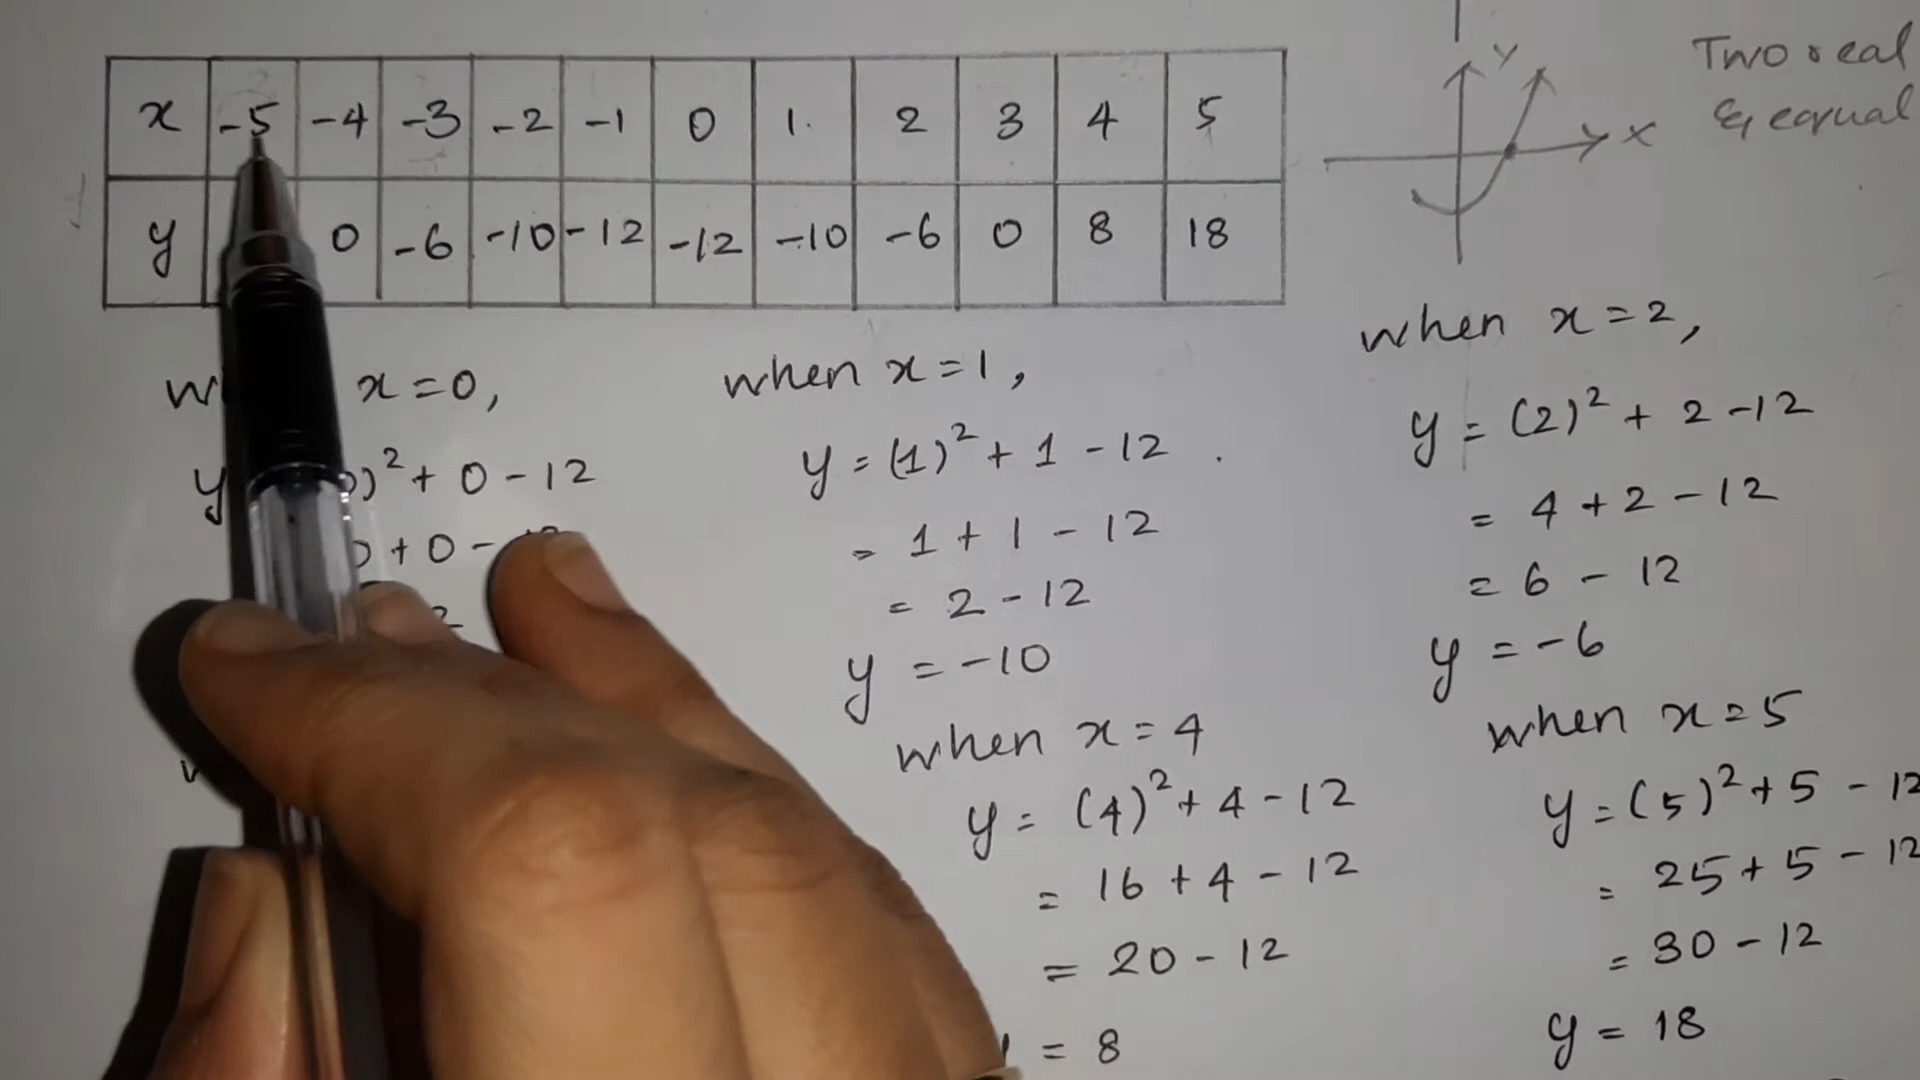 x -5 -4 -3 -2 -1 0 1 2 3 4 5
y 0 -6 -10 -12 -12 -10 -6 0 8 18
Y
X
Two real
& equal
x=0,
y )² + 0 - 12
+ 0 -
when x=1,
y = (1)² + 1 - 12
= 1 + 1 - 12
= 2 - 12
y = -10
when x=2,
y = (2)² + 2 - 12
= 4 + 2 - 12
= 6 - 12
y = -6
when x = 4
y = (4)² + 4 - 12
= 16 + 4 - 12
= 20 - 12
= 8
when x = 5
y = (5)² + 5 - 12
= 25 + 5 - 12
= 30 - 12
y = 18